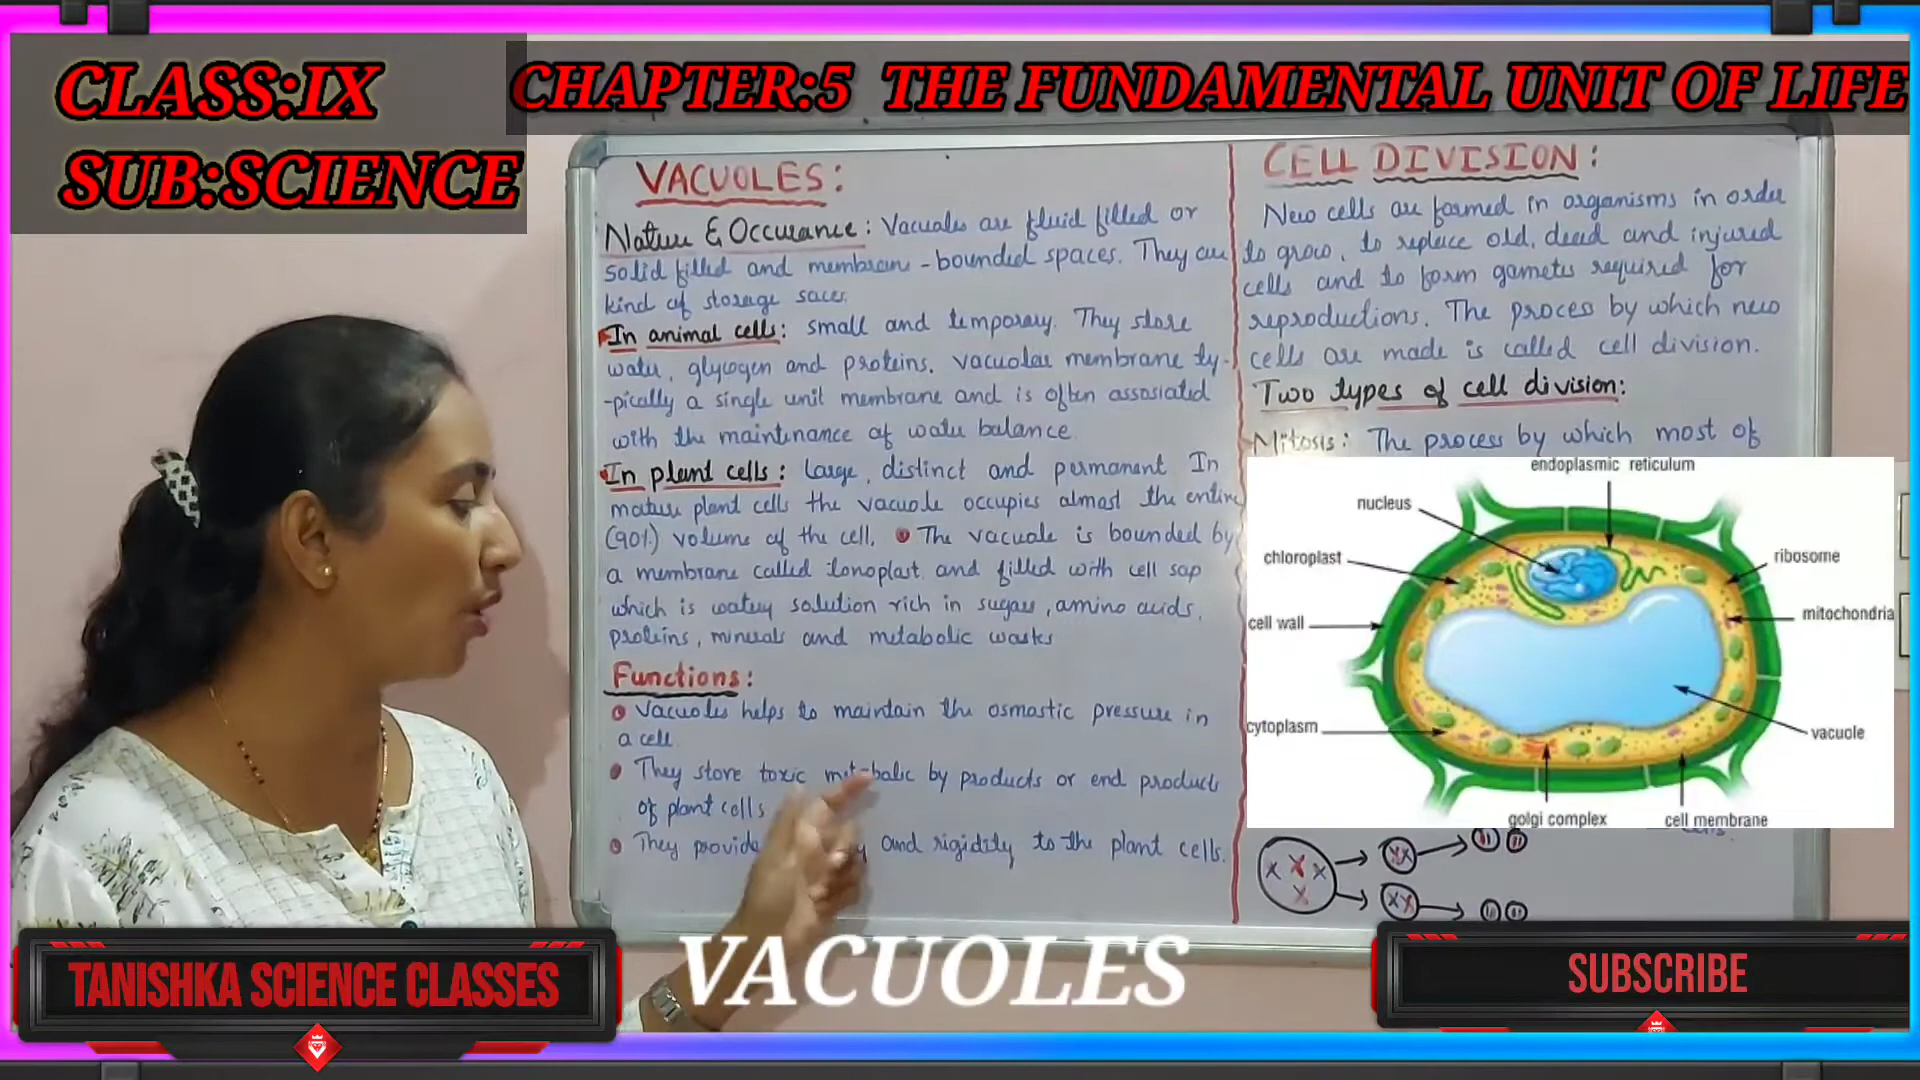 CLASS:IX
SUB:SCIENCE
CHAPTER:5 THE FUNDAMENTAL UNIT OF LIFE
VACUOLES:
Nature & Occurance: Vacuoles are fluid filled or
solid filled and membrane-bounded spaces. They are
kind of storage sacs.
In animal cells: small and temporary. They store
water, glycogen and proteins. Vacuolar membrane ty-
-pically a single unit membrane and is often assosiated
with the maintenance of water balance.
In plant cells: Large, distinct and permanent In
mature plant cells the vacuole occupies almost the entire
(90%) volume of the cell. The vacuole is bounded by
a membrane called tonoplast and filled with cell sap
which is watery solution rich in sugars, amino acids,
proteins, minerals and metabolic wastes
Functions:
Vacuoles helps to maintain the osmostic pressure in
a cell
They store toxic metabolic by products or end products
of plant cells
They provide and rigidity to the plant cells.
CELL DIVISION:
New cells are formed in organisms in order
to grow, to replace old, dead and injured
cells and to form gametes required for
reproductions. The process by which new
cells are made is called cell division.
Two types of cell division:
Mitosis: The process by which most of
endoplasmic reticulum
nucleus
chloroplast
ribosome
cell wall
mitochondria
cytoplasm
vacuole
golgi complex
cell membrane
TANISHKA SCIENCE CLASSES
VACUOLES
SUBSCRIBE